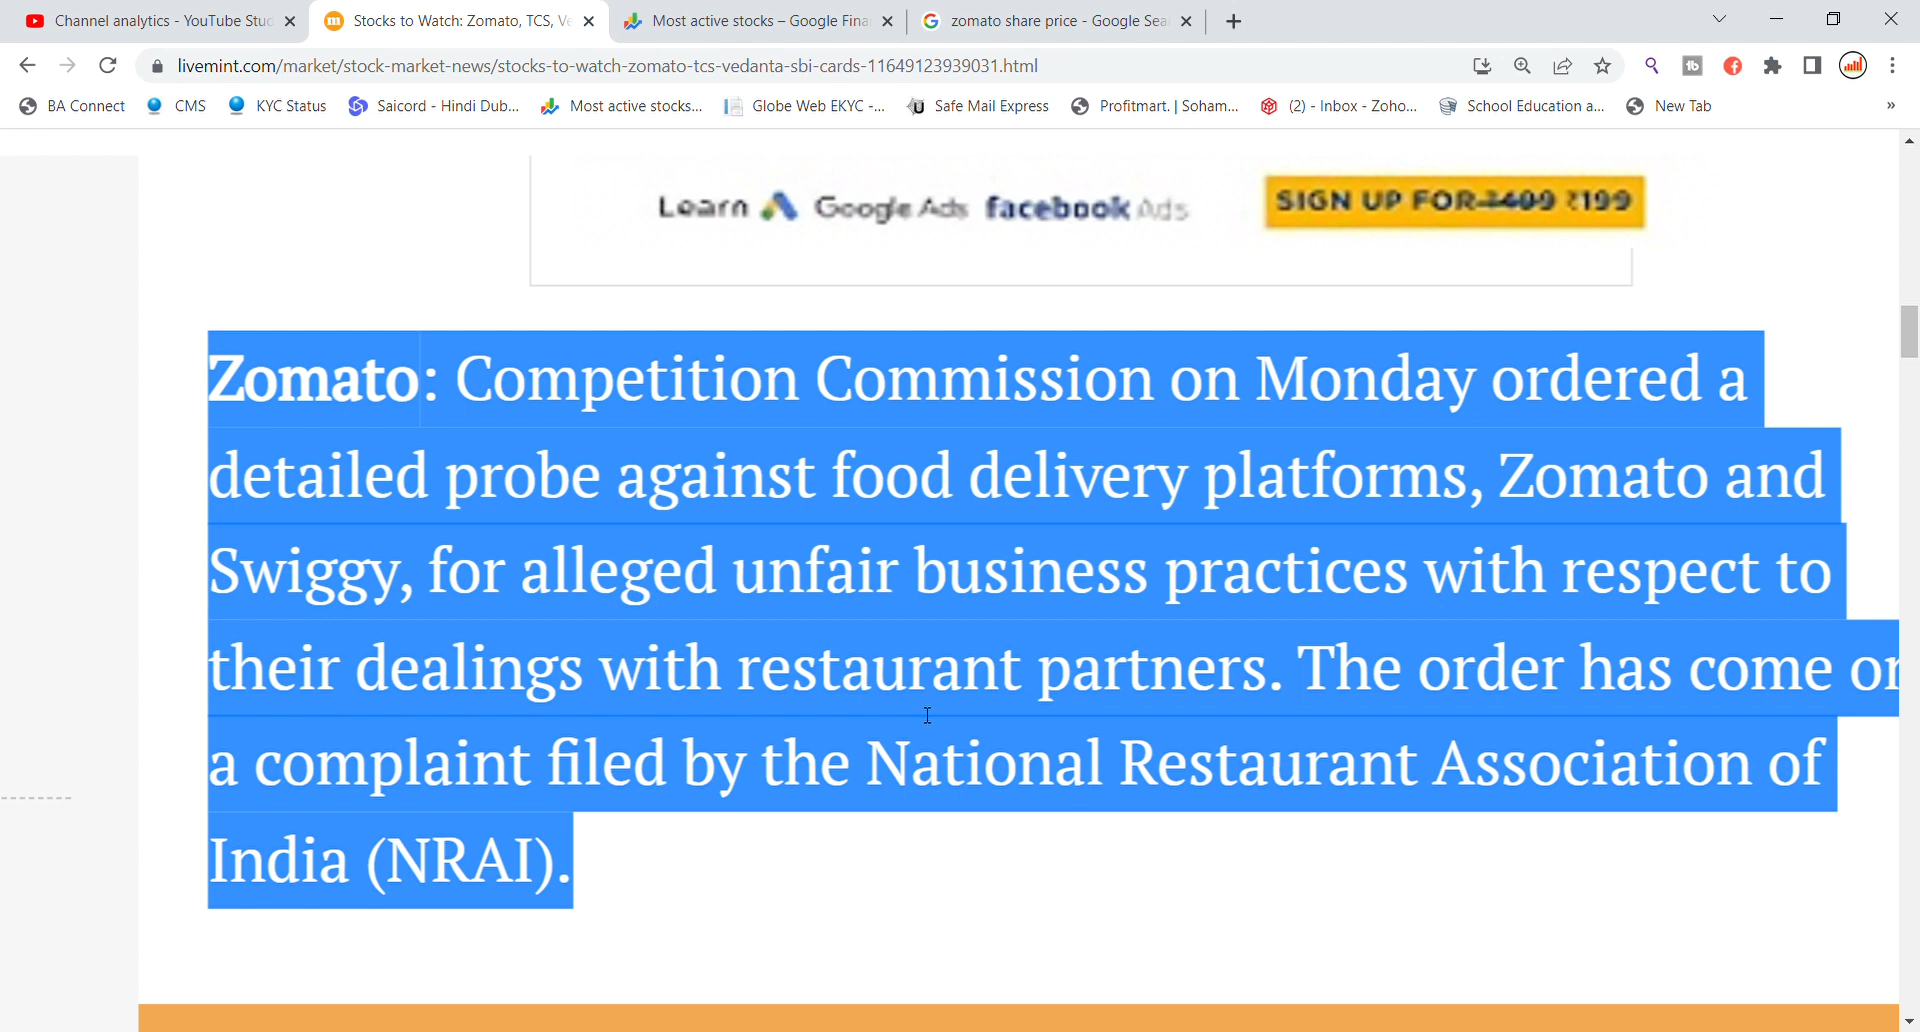 Channel analytics - YouTube Stu
Stocks to Watch: Zomato, TCS, Ve
Most active stocks – Google Fina
zomato share price - Google Sea
livemint.com/market/stock-market-news/stocks-to-watch-zomato-tcs-vedanta-sbi-cards-11649123939031.html
BA Connect
CMS
KYC Status
Saicord - Hindi Dub...
Most active stocks...
Globe Web EKYC -...
Safe Mail Express
Profitmart. | Soham...
(2) - Inbox - Zoho...
School Education a...
New Tab
»
Learn Google Ads facebook Ads
SIGN UP FOR ₹499 ₹199
Zomato: Competition Commission on Monday ordered a
detailed probe against food delivery platforms, Zomato and
Swiggy, for alleged unfair business practices with respect to
their dealings with restaurant partners. The order has come or
a complaint filed by the National Restaurant Association of
India (NRAI).